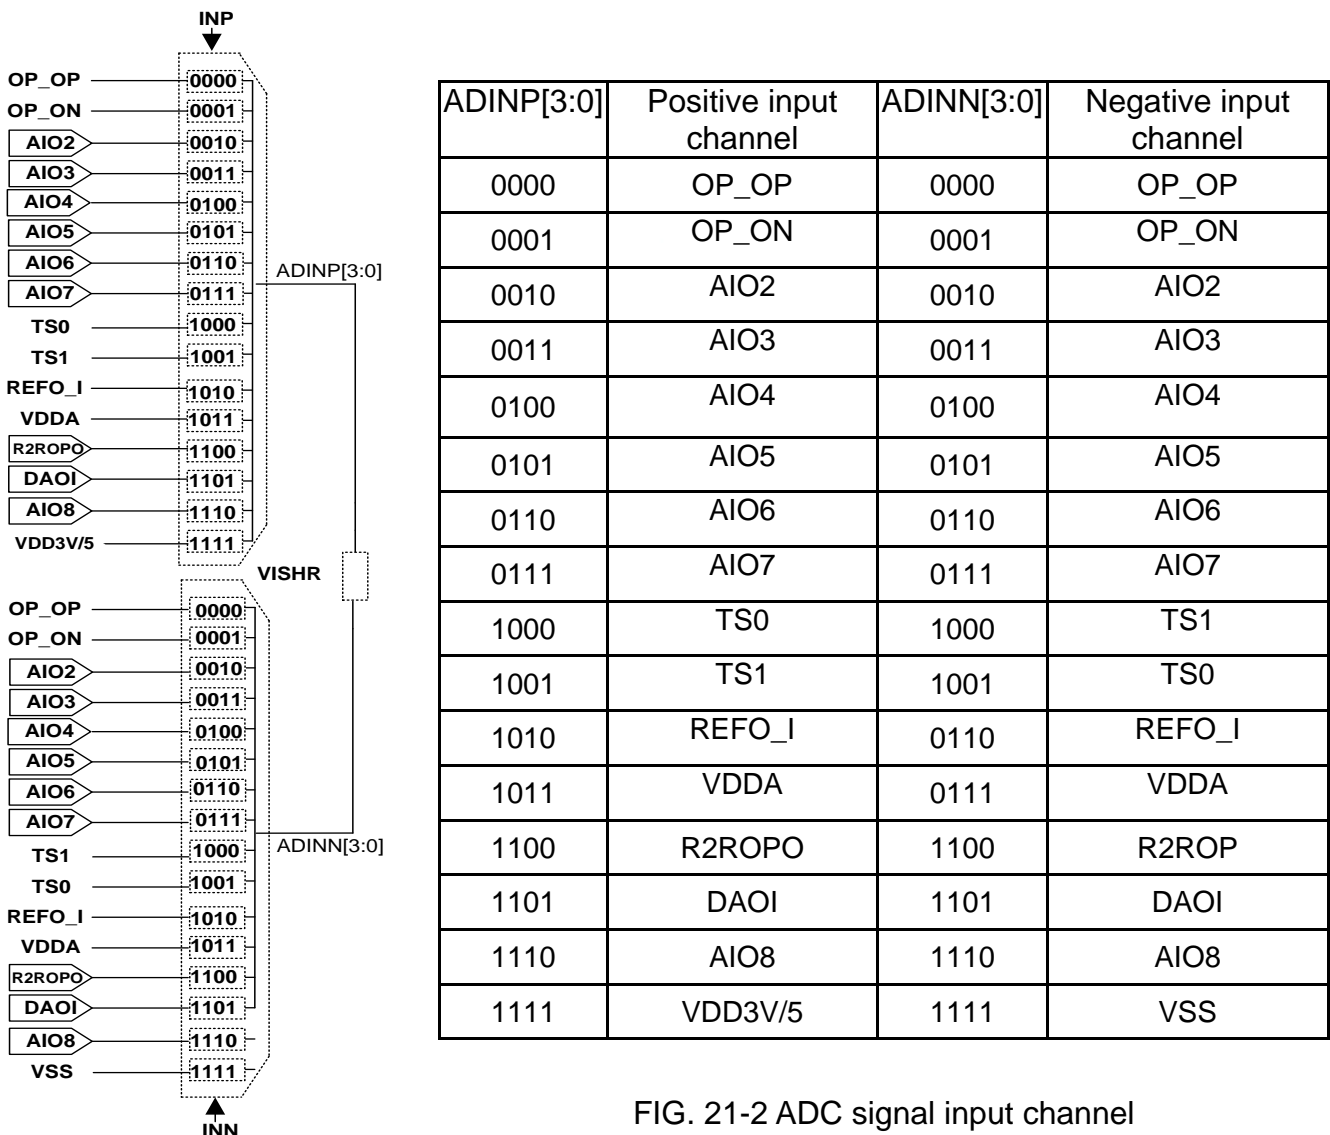 INP
OP_OP 0000
OP_ON 0001
AIO2 0010
AIO3 0011
AIO4 0100
AIO5 0101
AIO6 0110
AIO7 0111
TS0 1000
TS1 1001
REFO_I 1010
VDDA 1011
R2ROPO 1100
DAOI 1101
AIO8 1110
VDD3V/5 1111
ADINP[3:0]
VISHR
OP_OP 0000
OP_ON 0001
AIO2 0010
AIO3 0011
AIO4 0100
AIO5 0101
AIO6 0110
AIO7 0111
TS1 1000
TS0 1001
REFO_I 1010
VDDA 1011
R2ROPO 1100
DAOI 1101
AIO8 1110
VSS 1111
ADINN[3:0]
INN
ADINP[3:0] Positive input channel ADINN[3:0] Negative input channel
0000 OP_OP 0000 OP_OP
0001 OP_ON 0001 OP_ON
0010 AIO2 0010 AIO2
0011 AIO3 0011 AIO3
0100 AIO4 0100 AIO4
0101 AIO5 0101 AIO5
0110 AIO6 0110 AIO6
0111 AIO7 0111 AIO7
1000 TS0 1000 TS1
1001 TS1 1001 TS0
1010 REFO_I 0110 REFO_I
1011 VDDA 0111 VDDA
1100 R2ROPO 1100 R2ROP
1101 DAOI 1101 DAOI
1110 AIO8 1110 AIO8
1111 VDD3V/5 1111 VSS
FIG. 21-2 ADC signal input channel